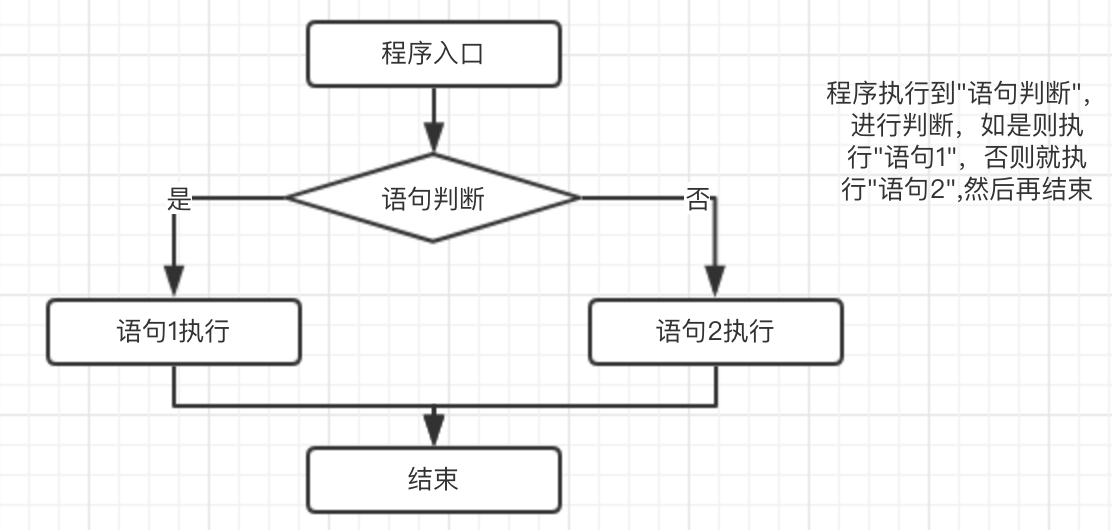 程序入口
程序执行到"语句判断",
进行判断，如是则执
行"语句1"，否则就执
行"语句2",然后再结束
是
语句判断
否
语句1执行
语句2执行
结束